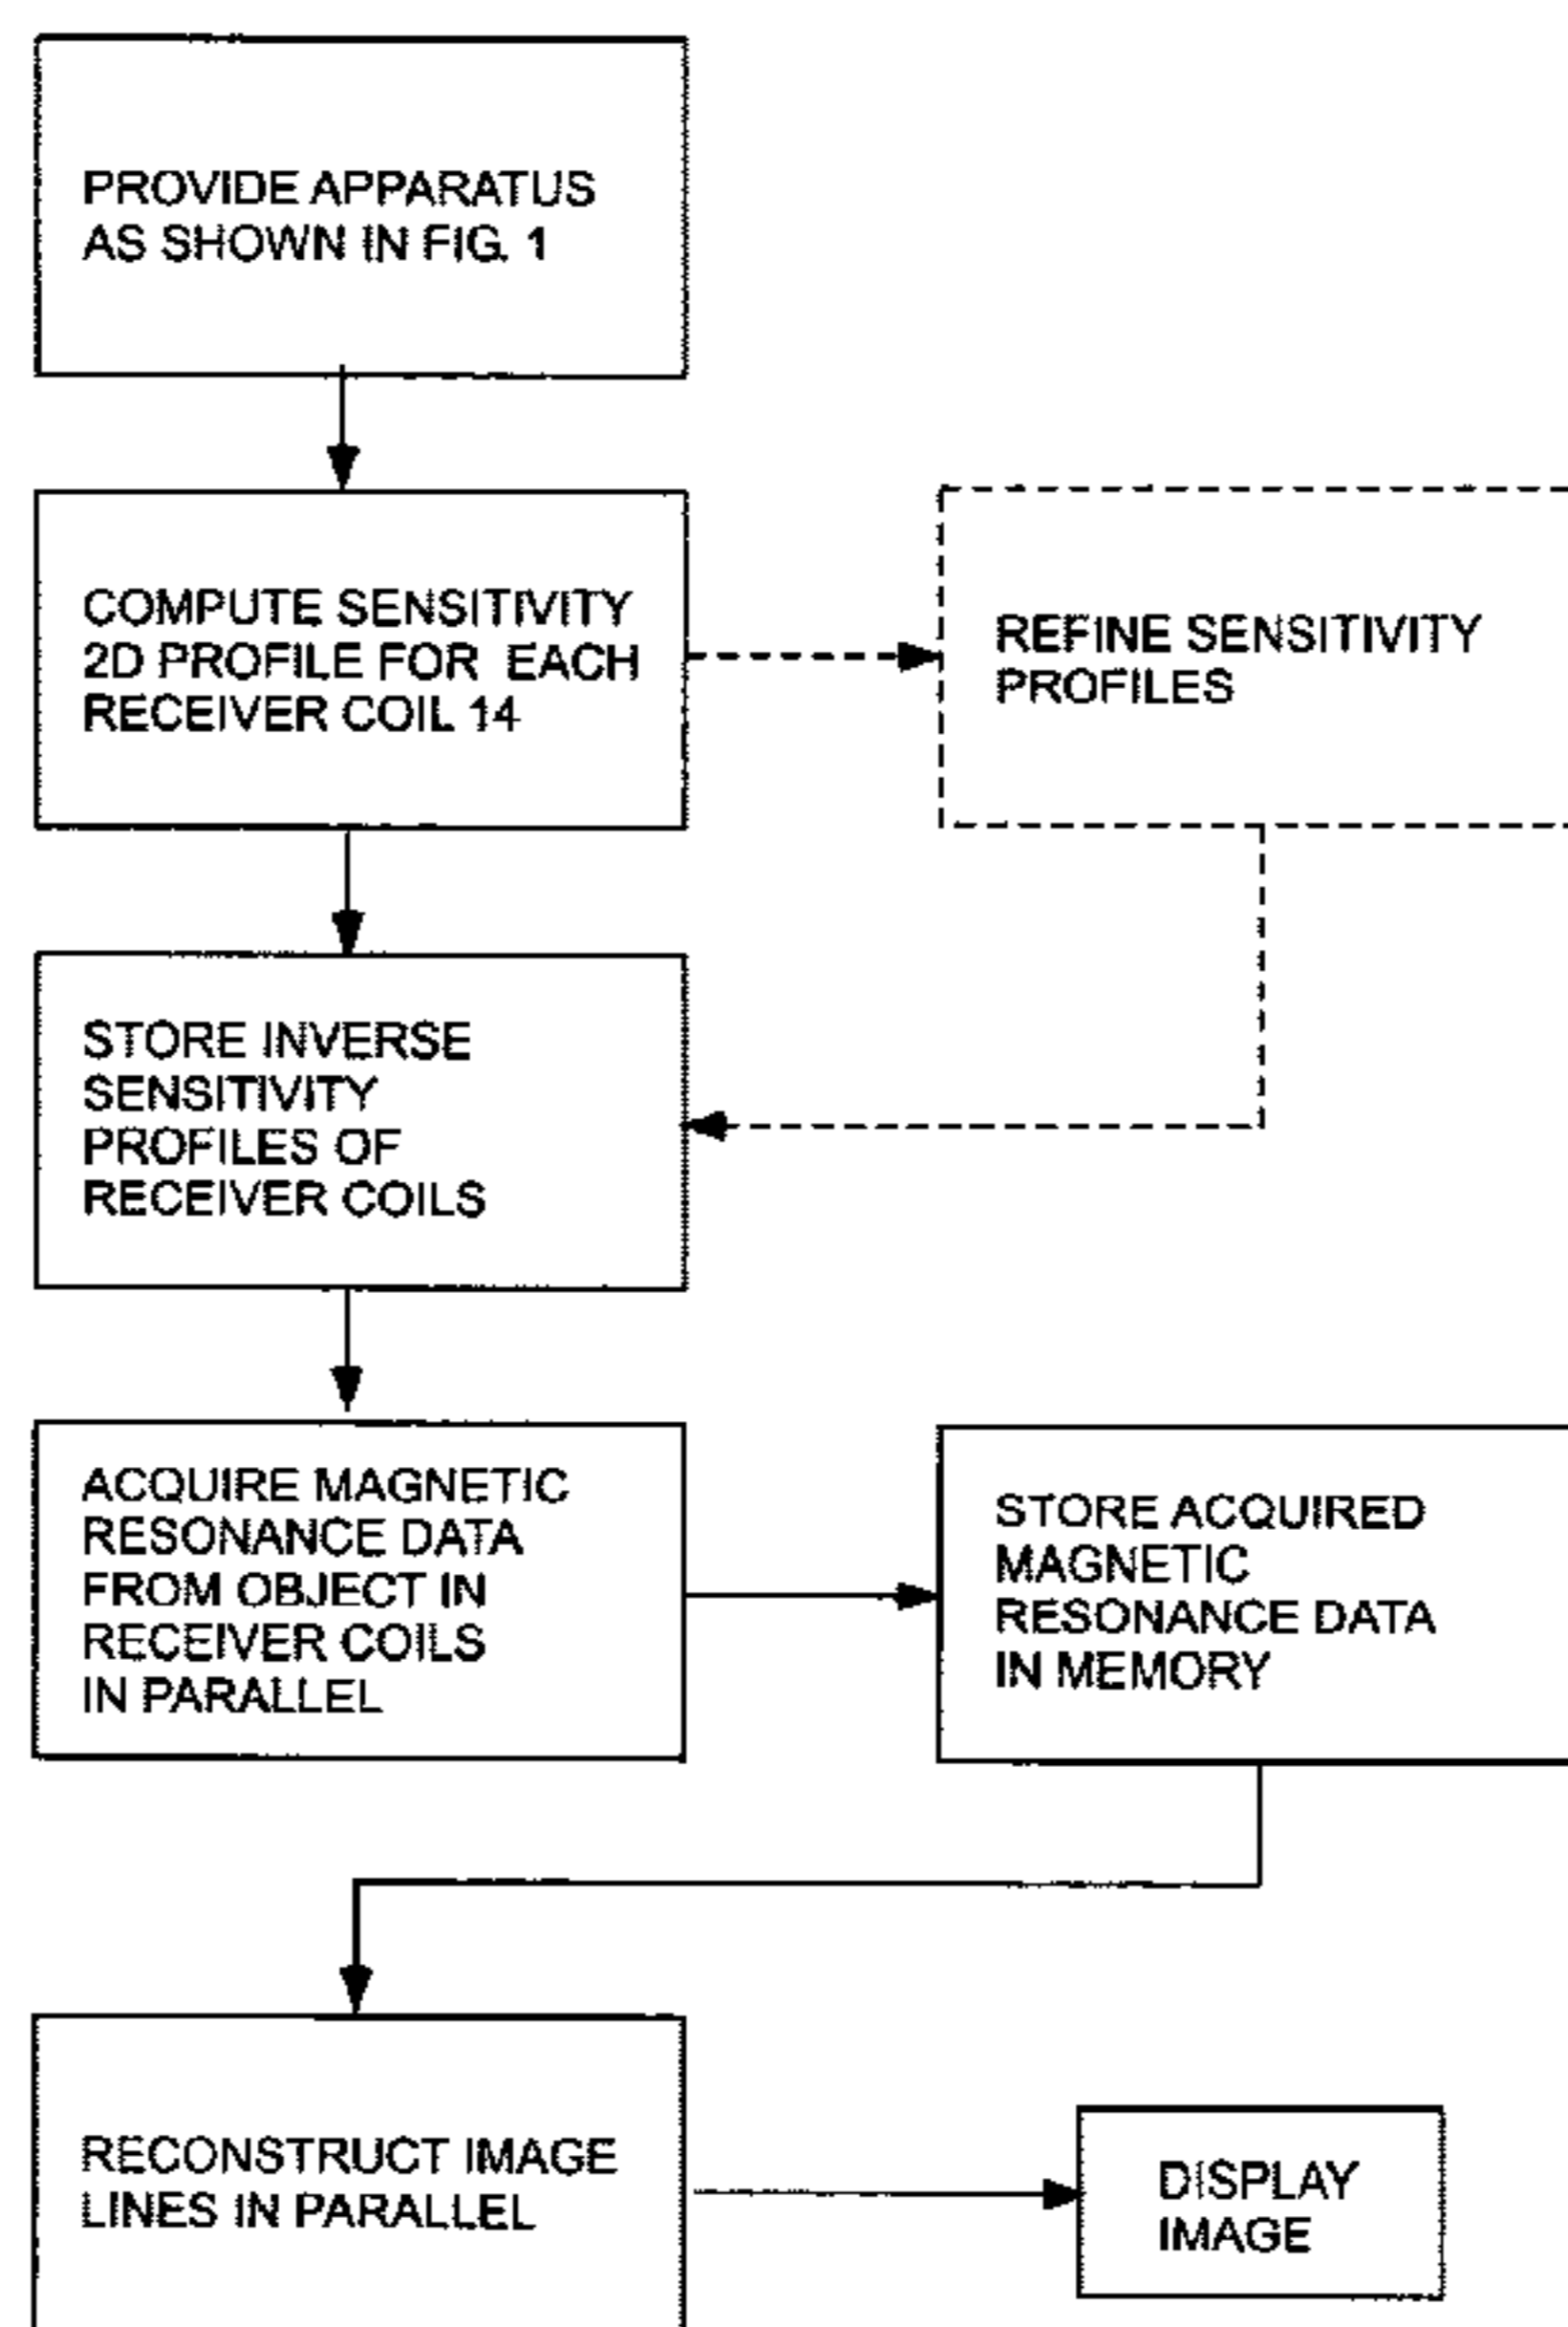 PROVIDE APPARATUS
AS SHOWN IN FIG. 1
COMPUTE SENSITIVITY
2D PROFILE FOR EACH
RECEIVER COIL 14
REFINE SENSITIVITY
PROFILES
STORE INVERSE
SENSITIVITY
PROFILES OF
RECEIVER COILS
ACQUIRE MAGNETIC
RESONANCE DATA
FROM OBJECT IN
RECEIVER COILS
IN PARALLEL
STORE ACQUIRED
MAGNETIC
RESONANCE DATA
IN MEMORY
RECONSTRUCT IMAGE
LINES IN PARALLEL
DISPLAY
IMAGE